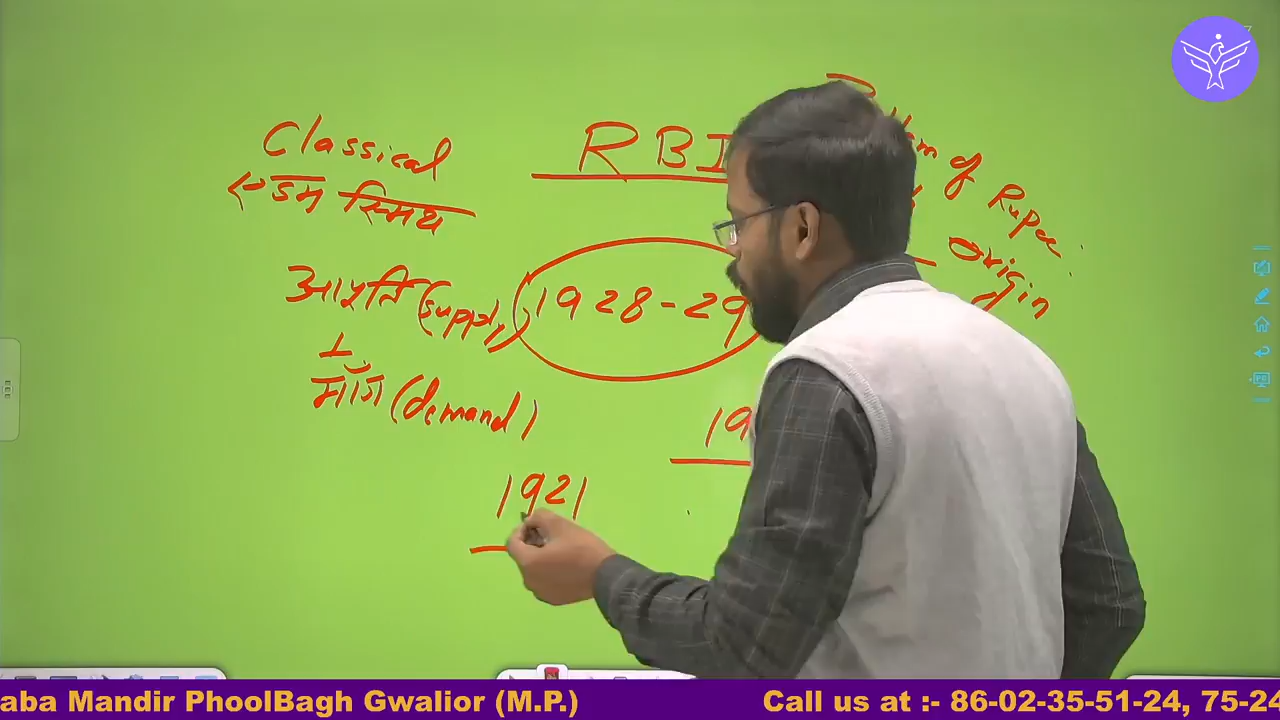 Classical
एडम स्मिथ
RBI
of Rupee
Origin
आपूर्ति (supply)
1928-29
माँग (demand)
19
1921
aba Mandir PhoolBagh Gwalior (M.P.)
Call us at :- 86-02-35-51-24, 75-24